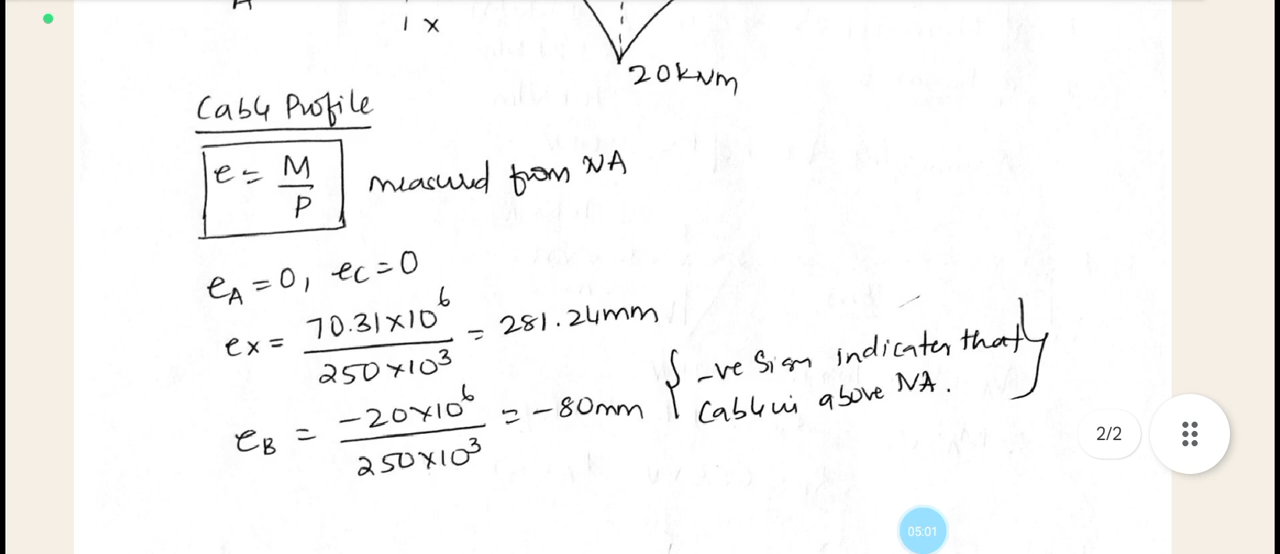 A
1 x
20kNm
Cable Profile
e = M/P measured from NA
eA = 0, eC = 0
ex = 70.31×10^6 / 250×10^3 = 281.24mm
eB = -20×10^6 / 250×10^3 = -80mm { -ve Sign indicates that
Cable is above NA. }
2/2
05:01